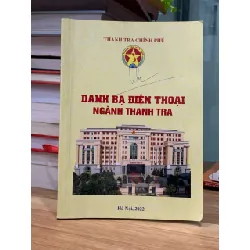 THANH TRA CHÍNH PHỦ
DANH BẠ ĐIỆN THOẠI
NGÀNH THANH TRA